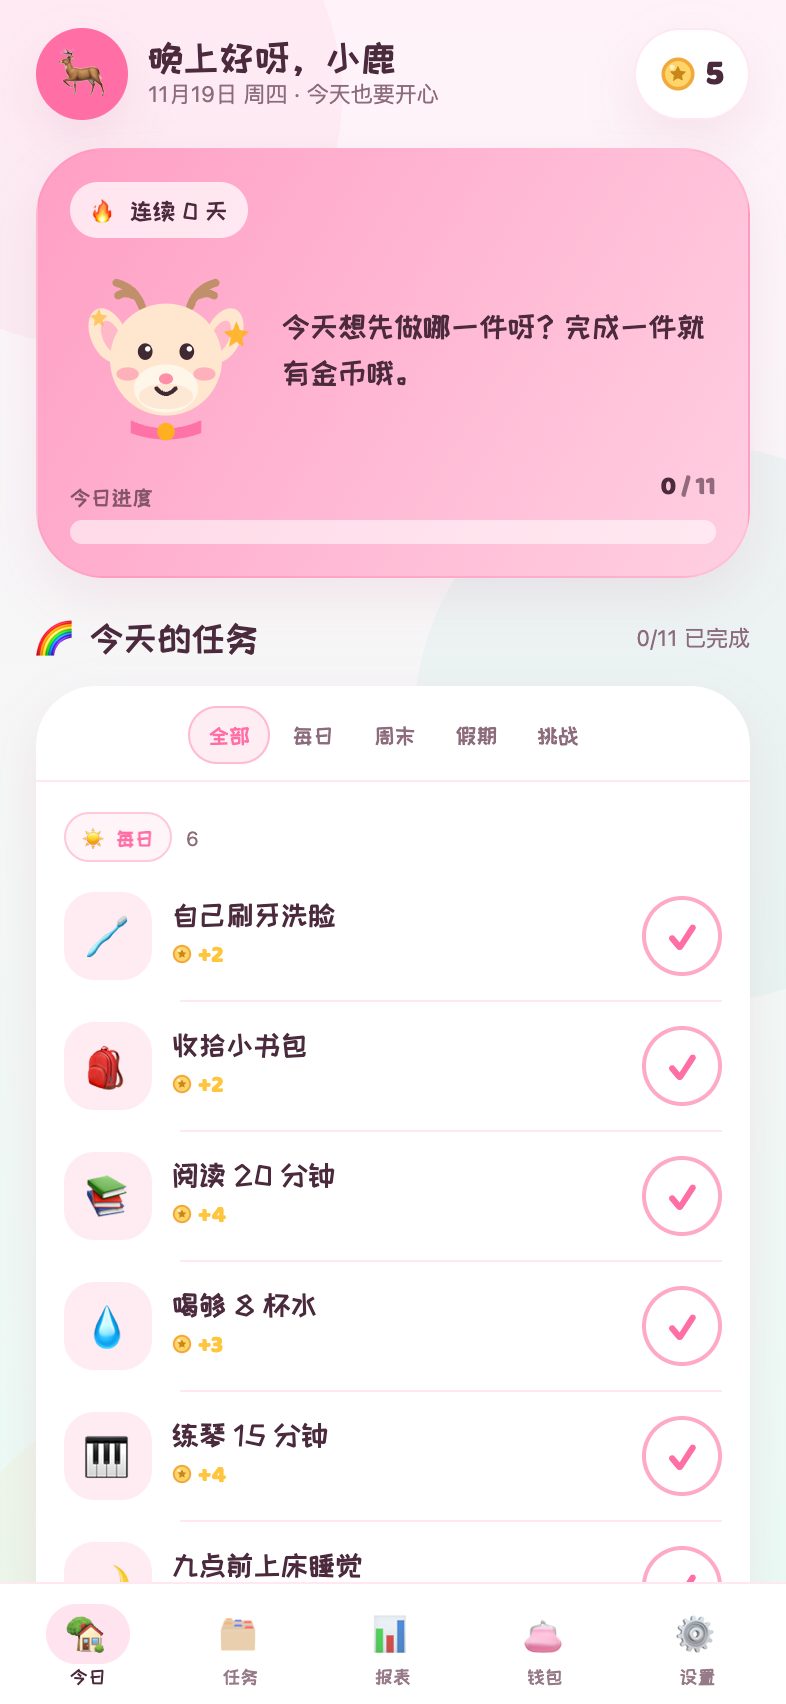 晚上好呀，小鹿
11月19日 周四 · 今天也要开心
5
连续 0 天
今天想先做哪一件呀？完成一件就
有金币哦。
今日进度
0/11
今天的任务
0/11 已完成
全部 每日 周末 假期 挑战
每日 6
自己刷牙洗脸
+2
收拾小书包
+2
阅读 20 分钟
+4
喝够 8 杯水
+3
练琴 15 分钟
+4
九点前上床睡觉
今日 任务 报表 钱包 设置